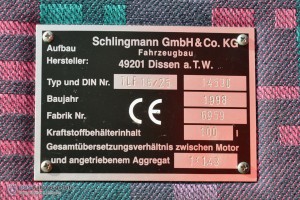 Schlingmann GmbH & Co. KG
Aufbau
Fahrzeugbau
Hersteller:
49201 Dissen a.T.W.
Typ und DIN Nr.
Baujahr 1998
Fabrik Nr.
CE
Kraftstoffbehälterinhalt l
Gesamtübersetzungsverhältnis zwischen Motor
und angetriebenem Aggregat